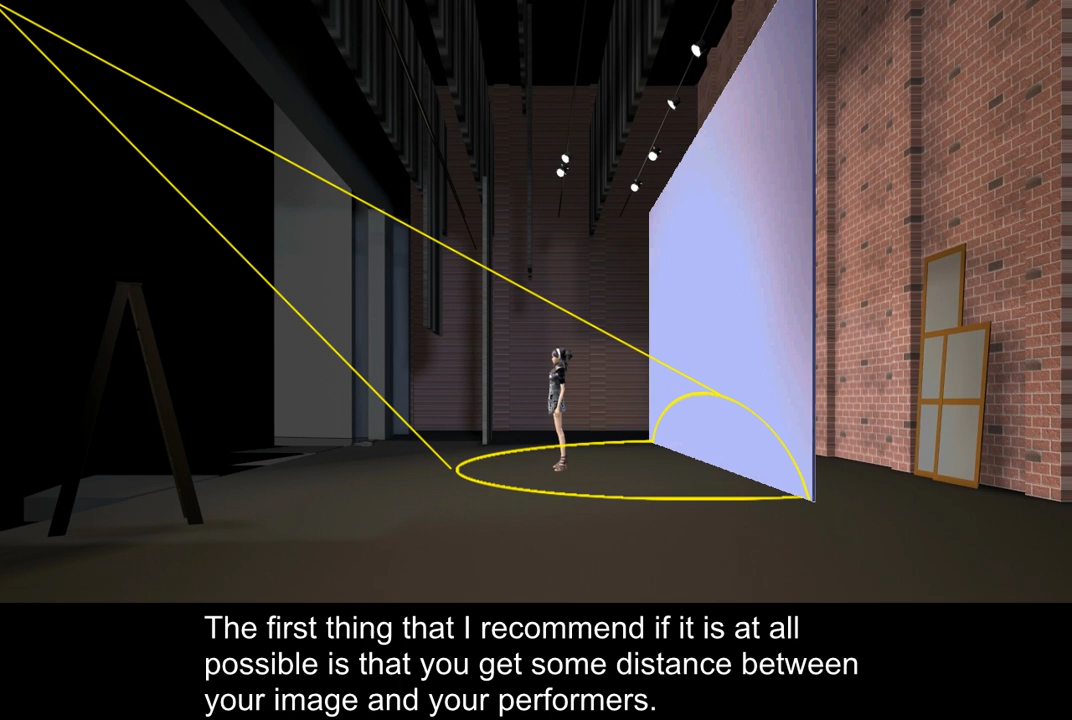 The first thing that I recommend if it is at all
possible is that you get some distance between
your image and your performers.